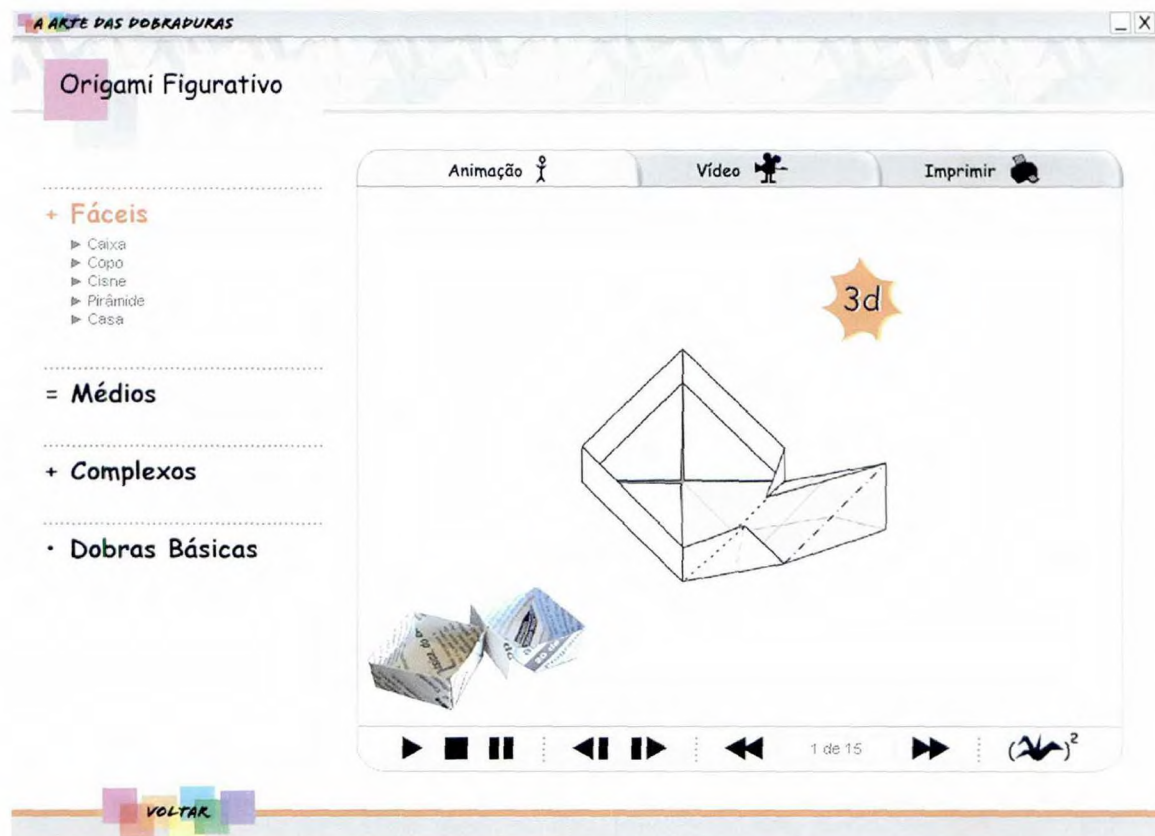 A ARTE DAS DOBRADURAS
_ X
Origami Figurativo
Animação
Vídeo
Imprimir
+ Fáceis
Caixa
Copo
Cisne
Pirâmide
Casa
3d
= Médios
+ Complexos
· Dobras Básicas
1 de 15
( )²
VOLTAR